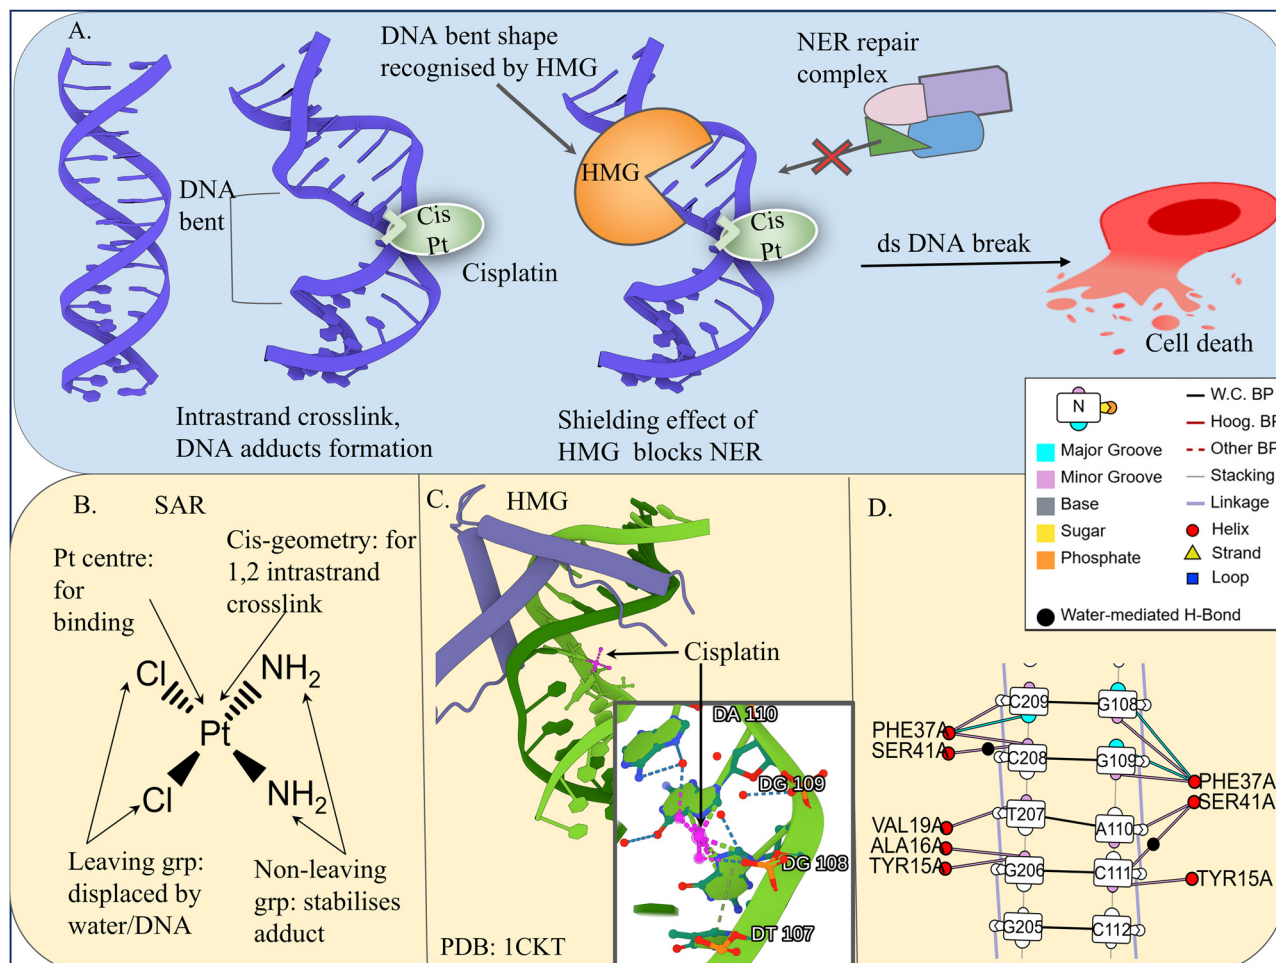 A.
DNA bent shape
recognised by HMG
NER repair
complex
DNA
bent
HMG
Cis
Pt
Cis
Pt
Cisplatin
ds DNA break
Cell death
Intrastrand crosslink,
DNA adducts formation
Shielding effect of
HMG blocks NER
N
Major Groove
Minor Groove
Base
Sugar
Phosphate
W.C. BP
Hoog. BP
Other BP
Stacking
Linkage
Helix
Strand
Loop
Water-mediated H-Bond
B.
SAR
Pt centre:
for
binding
Cis-geometry: for
1,2 intrastrand
crosslink
Cl
NH2
Pt
Cl
NH2
Leaving grp:
displaced by
water/DNA
Non-leaving
grp: stabilises
adduct
C.
HMG
Cisplatin
DA 110
DG 109
DG 108
DT 107
PDB: 1CKT
D.
C209
G108
PHE37A
SER41A
C208
G109
PHE37A
SER41A
VAL19A
T207
A110
ALA16A
TYR15A
G206
C111
TYR15A
G205
C112